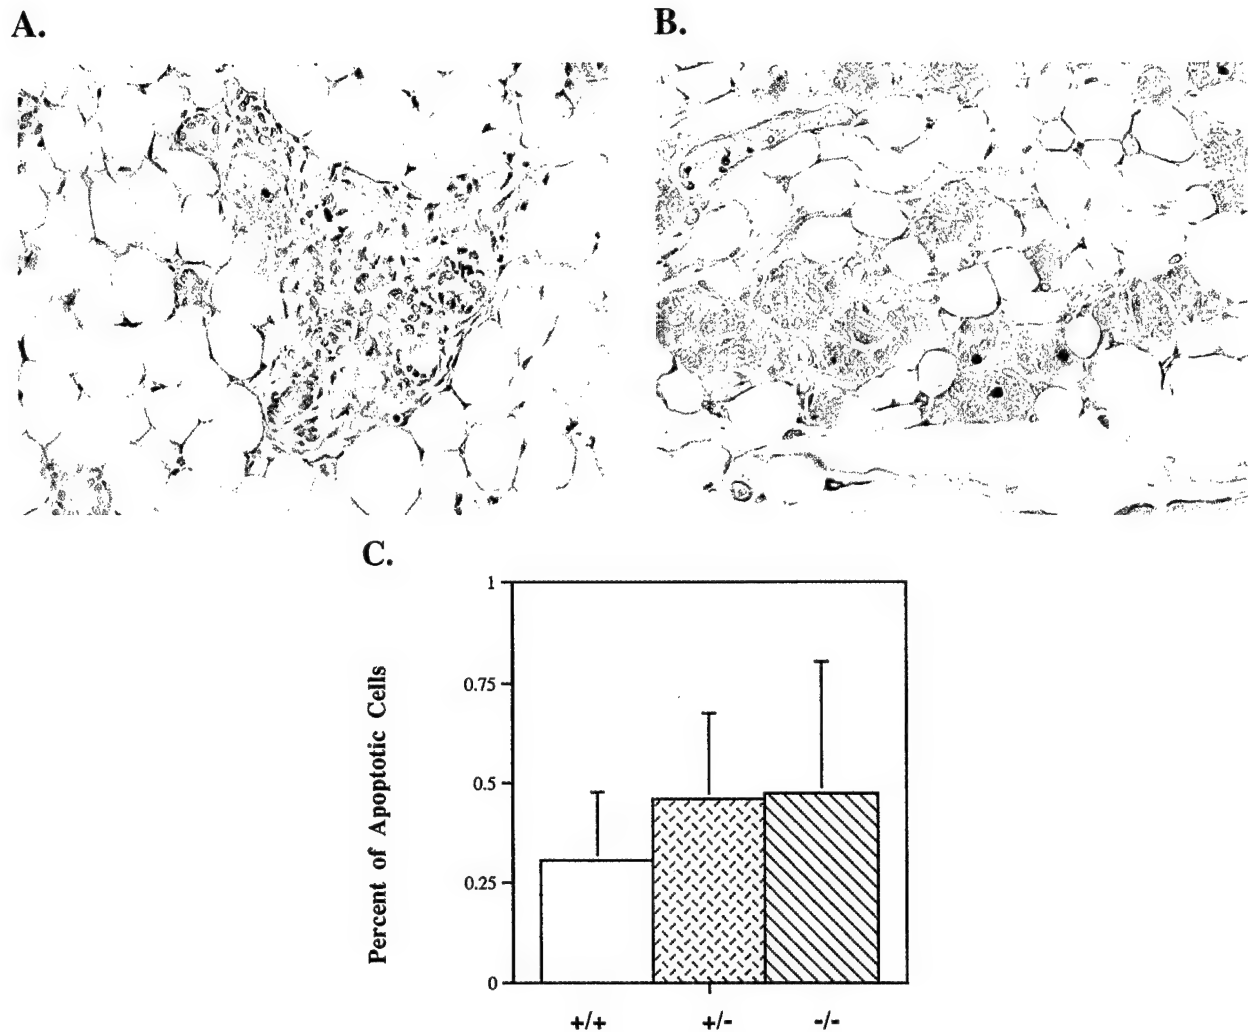 A.
B.
C.
Percent of Apoptotic Cells
1
0.75
0.5
0.25
0
+/+
+/-
-/-